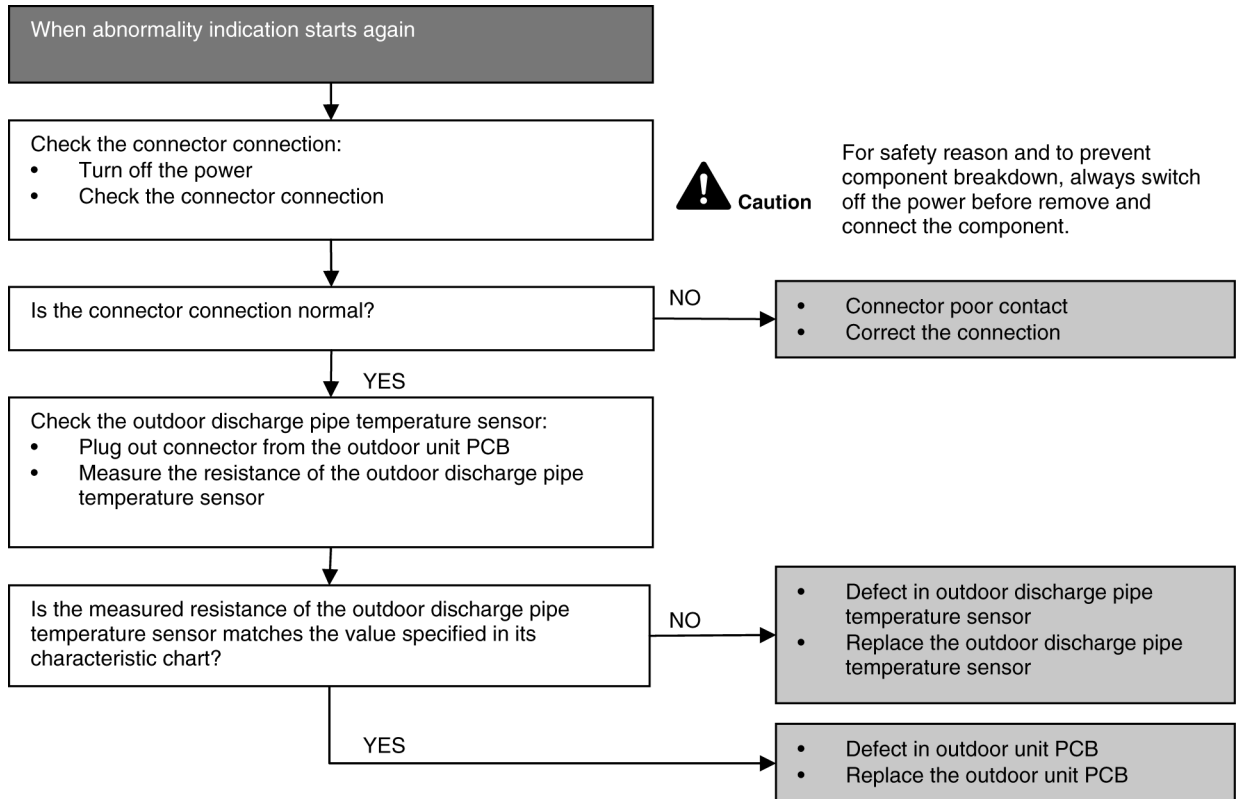 When abnormality indication starts again
Check the connector connection:
• Turn off the power
• Check the connector connection
Caution
For safety reason and to prevent
component breakdown, always switch
off the power before remove and
connect the component.
Is the connector connection normal?
NO
• Connector poor contact
• Correct the connection
YES
Check the outdoor discharge pipe temperature sensor:
• Plug out connector from the outdoor unit PCB
• Measure the resistance of the outdoor discharge pipe
temperature sensor
Is the measured resistance of the outdoor discharge pipe
temperature sensor matches the value specified in its
characteristic chart?
NO
• Defect in outdoor discharge pipe
temperature sensor
• Replace the outdoor discharge pipe
temperature sensor
YES
• Defect in outdoor unit PCB
• Replace the outdoor unit PCB